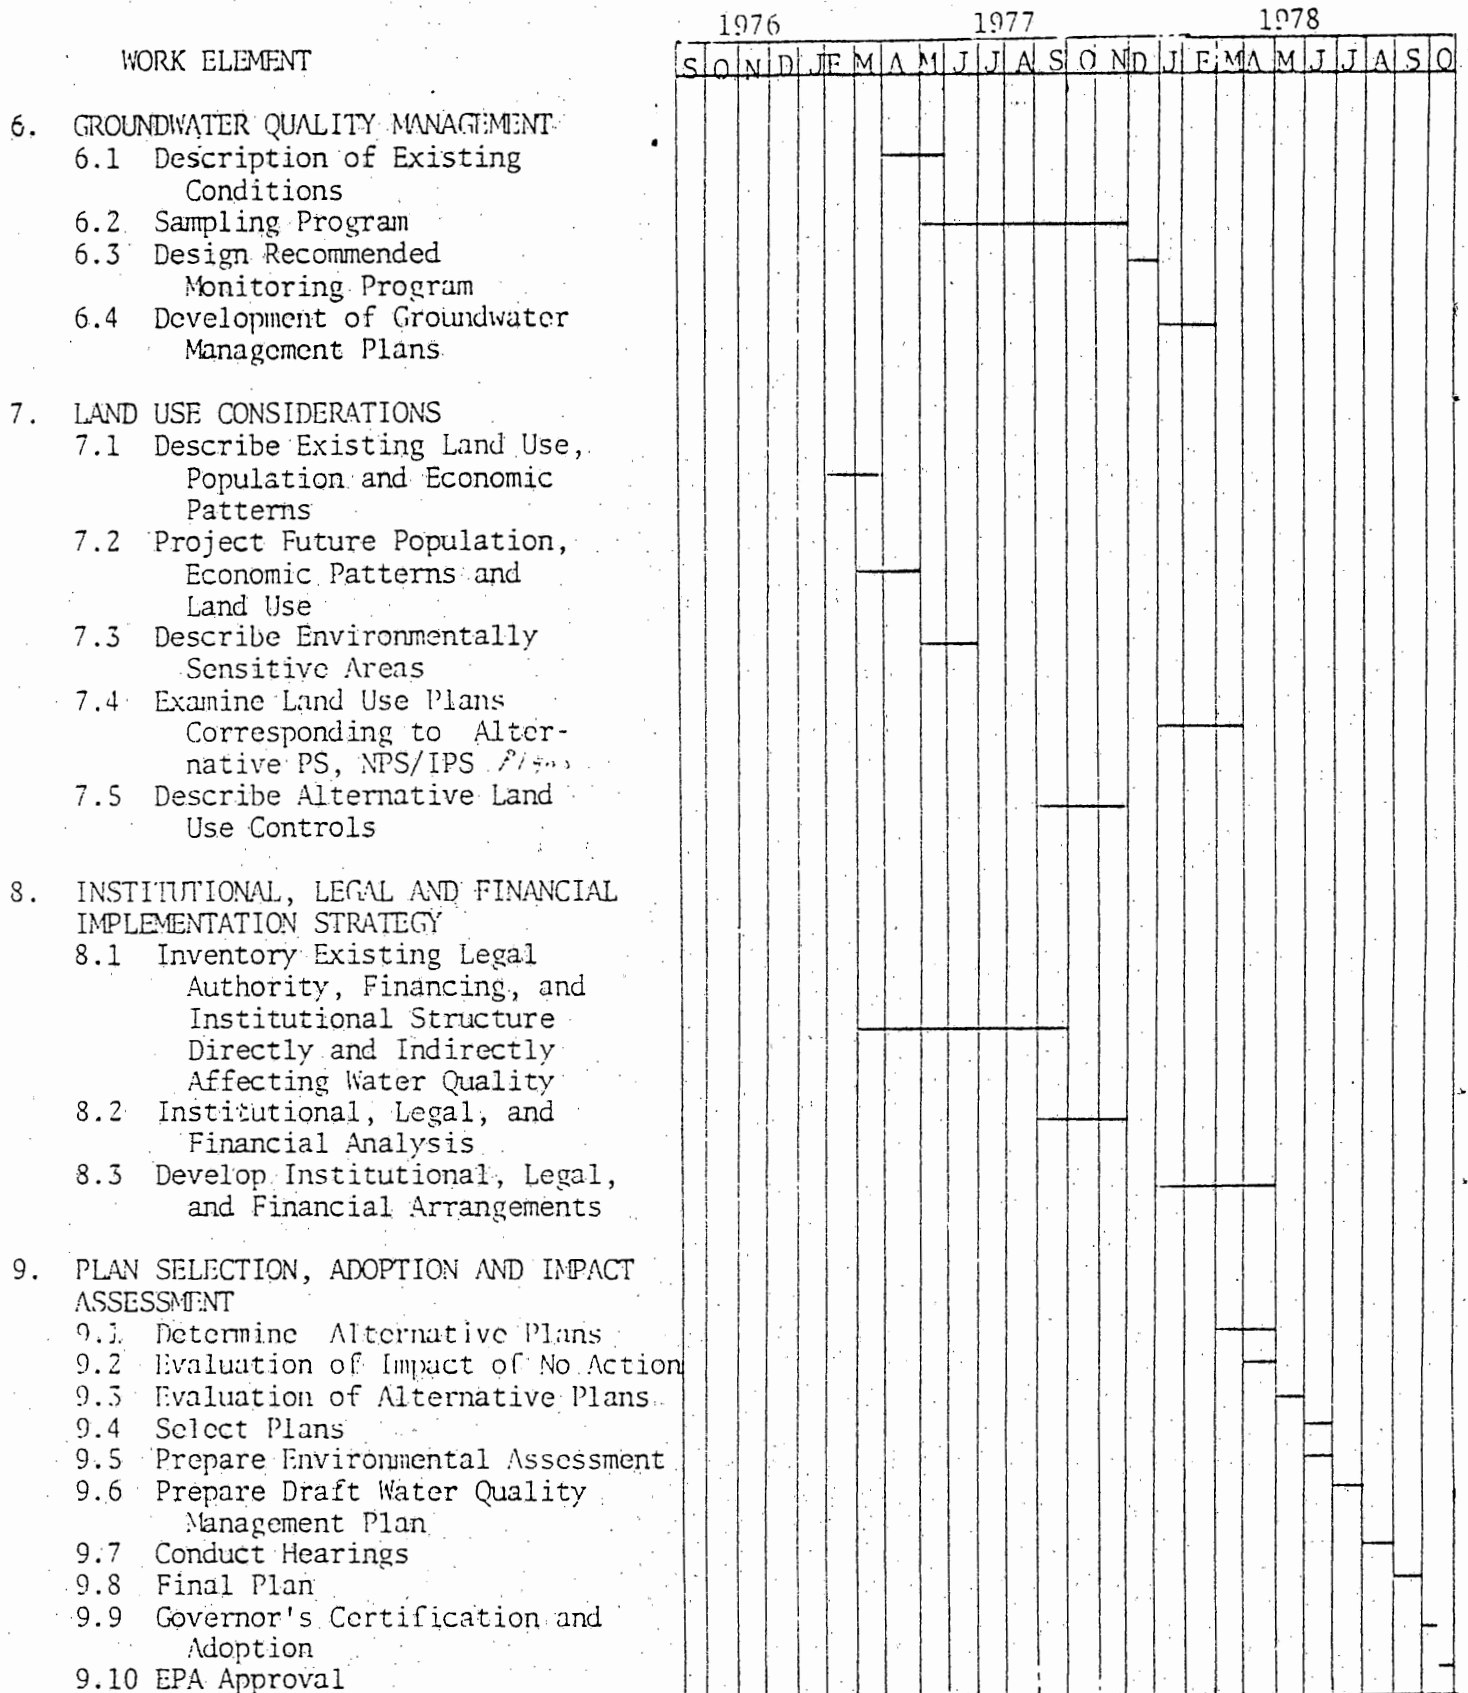 1976 1977 1978
WORK ELEMENT
S O N D J F M A M J J A S O N D J F M A M J J A S O
6. GROUNDWATER QUALITY MANAGEMENT
6.1 Description of Existing
Conditions
6.2 Sampling Program
6.3 Design Recommended
Monitoring Program
6.4 Development of Groundwater
Management Plans
7. LAND USE CONSIDERATIONS
7.1 Describe Existing Land Use,
Population and Economic
Patterns
7.2 Project Future Population,
Economic Patterns and
Land Use
7.3 Describe Environmentally
Sensitive Areas
7.4 Examine Land Use Plans
Corresponding to Alter-
native PS, NPS/IPS
7.5 Describe Alternative Land
Use Controls
8. INSTITUTIONAL, LEGAL AND FINANCIAL
IMPLEMENTATION STRATEGY
8.1 Inventory Existing Legal
Authority, Financing, and
Institutional Structure
Directly and Indirectly
Affecting Water Quality
8.2 Institutional, Legal, and
Financial Analysis
8.3 Develop Institutional, Legal,
and Financial Arrangements
9. PLAN SELECTION, ADOPTION AND IMPACT
ASSESSMENT
9.1 Determine Alternative Plans
9.2 Evaluation of Impact of No Action
9.3 Evaluation of Alternative Plans
9.4 Select Plans
9.5 Prepare Environmental Assessment
9.6 Prepare Draft Water Quality
Management Plan
9.7 Conduct Hearings
9.8 Final Plan
9.9 Governor's Certification and
Adoption
9.10 EPA Approval